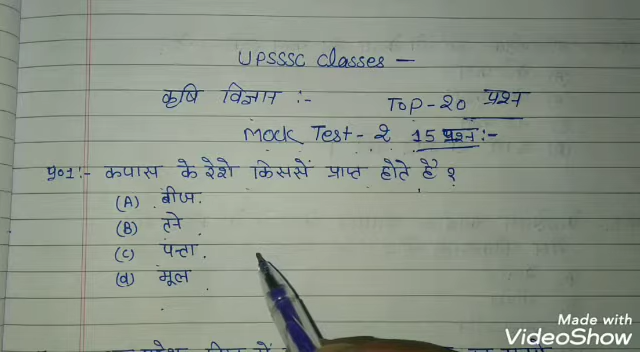 UPSSSC Classes —
कृषि विज्ञान :- TOP-20 प्रश्न
Mock Test - 2 15 प्रश्न :-
प्र०1:- कपास के रेशे किससें प्राप्त होते हैं ?
(A) बीज.
(B) तने
(C) पत्ता.
(d) मूल
Made with
VideoShow